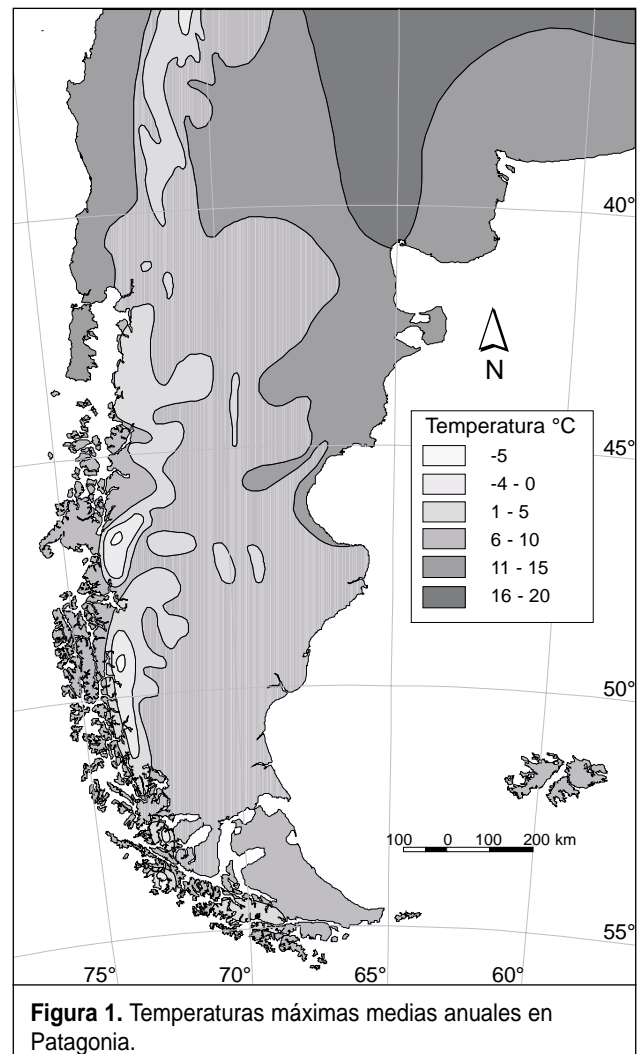 40°
N
Temperatura °C
-5
-4 - 0
1 - 5
6 - 10
11 - 15
16 - 20
45°
50°
100 0 100 200 km
55°
75° 70° 65° 60°
Figura 1. Temperaturas máximas medias anuales en
Patagonia.